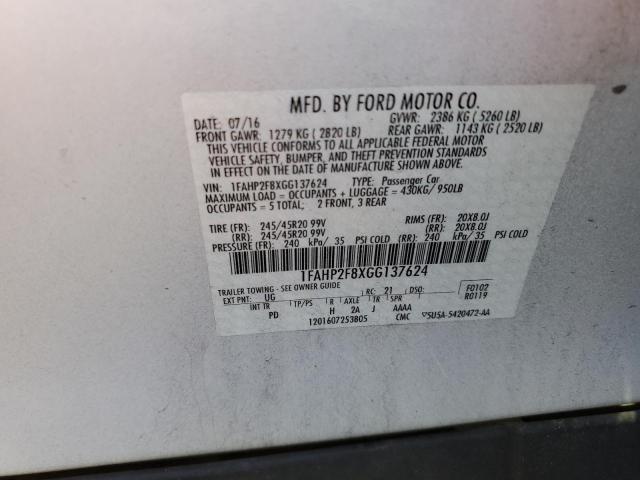 MFD. BY FORD MOTOR CO.
DATE: 07/16 GVWR: 2386 KG ( 5260 LB)
FRONT GAWR: 1279 KG ( 2820 LB) REAR GAWR: 1143 KG ( 2520 LB)
THIS VEHICLE CONFORMS TO ALL APPLICABLE FEDERAL MOTOR
VEHICLE SAFETY, BUMPER, AND THEFT PREVENTION STANDARDS
IN EFFECT ON THE DATE OF MANUFACTURE SHOWN ABOVE.
VIN: 1FAHP2F8XGG137624 TYPE: Passenger Car
MAXIMUM LOAD = OCCUPANTS + LUGGAGE = 430KG/ 950LB
OCCUPANTS = 5 TOTAL; 2 FRONT, 3 REAR
TIRE (FR): 245/45R20 99V RIMS (FR): 20X8.0J
(RR): 245/45R20 99V (RR): 20X8.0J
PRESSURE (FR): 240 kPa/ 35 PSI COLD (RR): 240 kPa/ 35 PSI COLD
1FAHP2F8XGG137624
TRAILER TOWING - SEE OWNER GUIDE
EXT PNT: UG RC: 21 DSO: F0102
INT TR TP/PS R AXLE TR SPR R0119
PD H 2A J AAAA
1201607253805 CMC ▽5U5A-5420472-AA